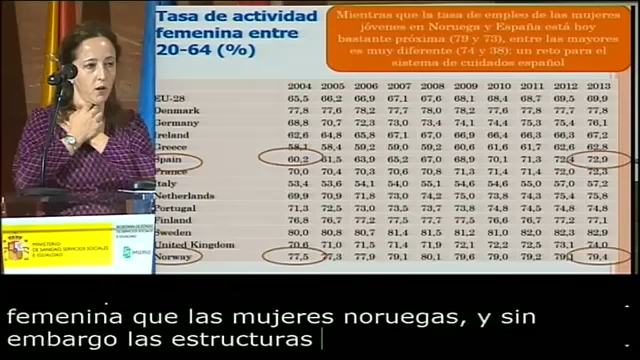 Tasa de actividad
femenina entre
20-64 (%)
Mientras que la tasa de empleo de las mujeres
jóvenes en Noruega y España está hoy
bastante próxima (79 y 73), entre las mayores
es muy diferente (74 y 38): un reto para el
sistema de cuidados español
2004 2005 2006 2007 2008 2009 2010 2011 2012 2013
EU-28 65,5 66,2 66,9 67,1 67,6 68,1 68,4 68,7 69,5 69,9
Denmark 77,8 77,6 78,2 77,7 78,0 78,2 77,6 77,8 77,7 77,8
Germany 68,8 70,7 72,3 73,0 73,4 74,1 74,4 75,3 75,4 76,1
Ireland 62,6 64,8 65,8 67,1 67,0 66,9 66,4 66,3 66,3 67,2
Greece 58,1 58,4 59,2 59,0 59,2 60,6 61,6 61,7 62,6 62,8
Spain 60,2 61,5 63,9 65,2 67,0 68,9 70,1 71,3 72,4 72,9
France 70,0 70,4 70,3 70,6 70,8 71,3 71,4 71,4 72,0 72,3
Italy 53,4 53,6 54,1 54,1 55,1 54,6 54,6 55,0 57,0 57,2
Netherlands 69,9 70,9 71,8 73,0 74,2 75,0 73,8 74,3 75,4 75,8
Portugal 71,3 72,5 73,0 73,5 73,7 73,8 74,8 74,5 74,8 74,8
Finland 76,8 76,7 77,2 77,5 77,7 77,5 76,6 76,7 77,2 77,1
Sweden 80,0 80,8 80,7 81,4 81,5 81,2 81,0 82,0 82,3 82,9
United Kingdom 70,6 71,0 71,5 71,4 71,9 72,1 72,2 72,5 73,1 74,0
Norway 77,5 77,3 77,9 79,1 80,1 79,6 79,0 79,2 79,1 79,4
MINISTERIO
DE SANIDAD, SERVICIOS SOCIALES
E IGUALDAD
femenina que las mujeres noruegas, y sin
embargo las estructuras